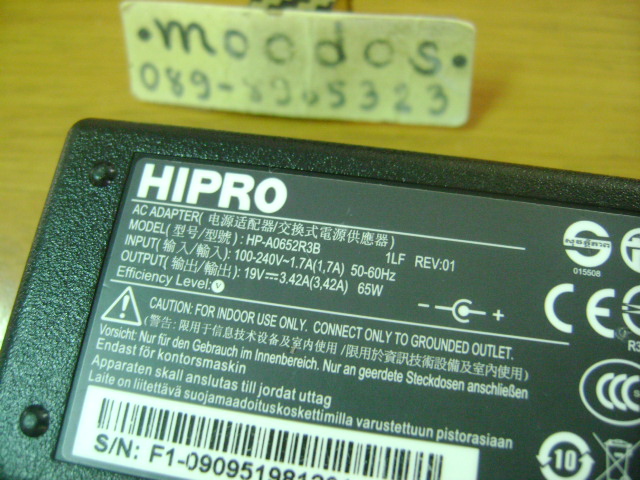 •moodos•
089-8905323
HIPRO
AC ADAPTER( 电源适配器/交換式電源供應器)
MODEL(型号/型號): HP-A0652R3B 1LF REV:01
INPUT(输入/輸入): 100-240V~1.7A(1,7A) 50-60Hz
OUTPUT(输出/輸出): 19V⎓3.42A(3,42A) 65W
Efficiency Level: V
- +
015508
CE
CAUTION: FOR INDOOR USE ONLY. CONNECT ONLY TO GROUNDED OUTLET.
(警告: 限用于信息技术设备及室内使用 /限用於資訊技術設備及室內使用)
Vorsicht: Nur für den Gebrauch im Innenbereich. Nur an geerdete Steckdosen anschließen
Endast för kontorsmaskin
Apparaten skall anslutas till jordat uttag
Laite on liitettävä suojamaadoituskoskettimilla varustettuun pistorasiaan
S/N: F1-0909519812
10